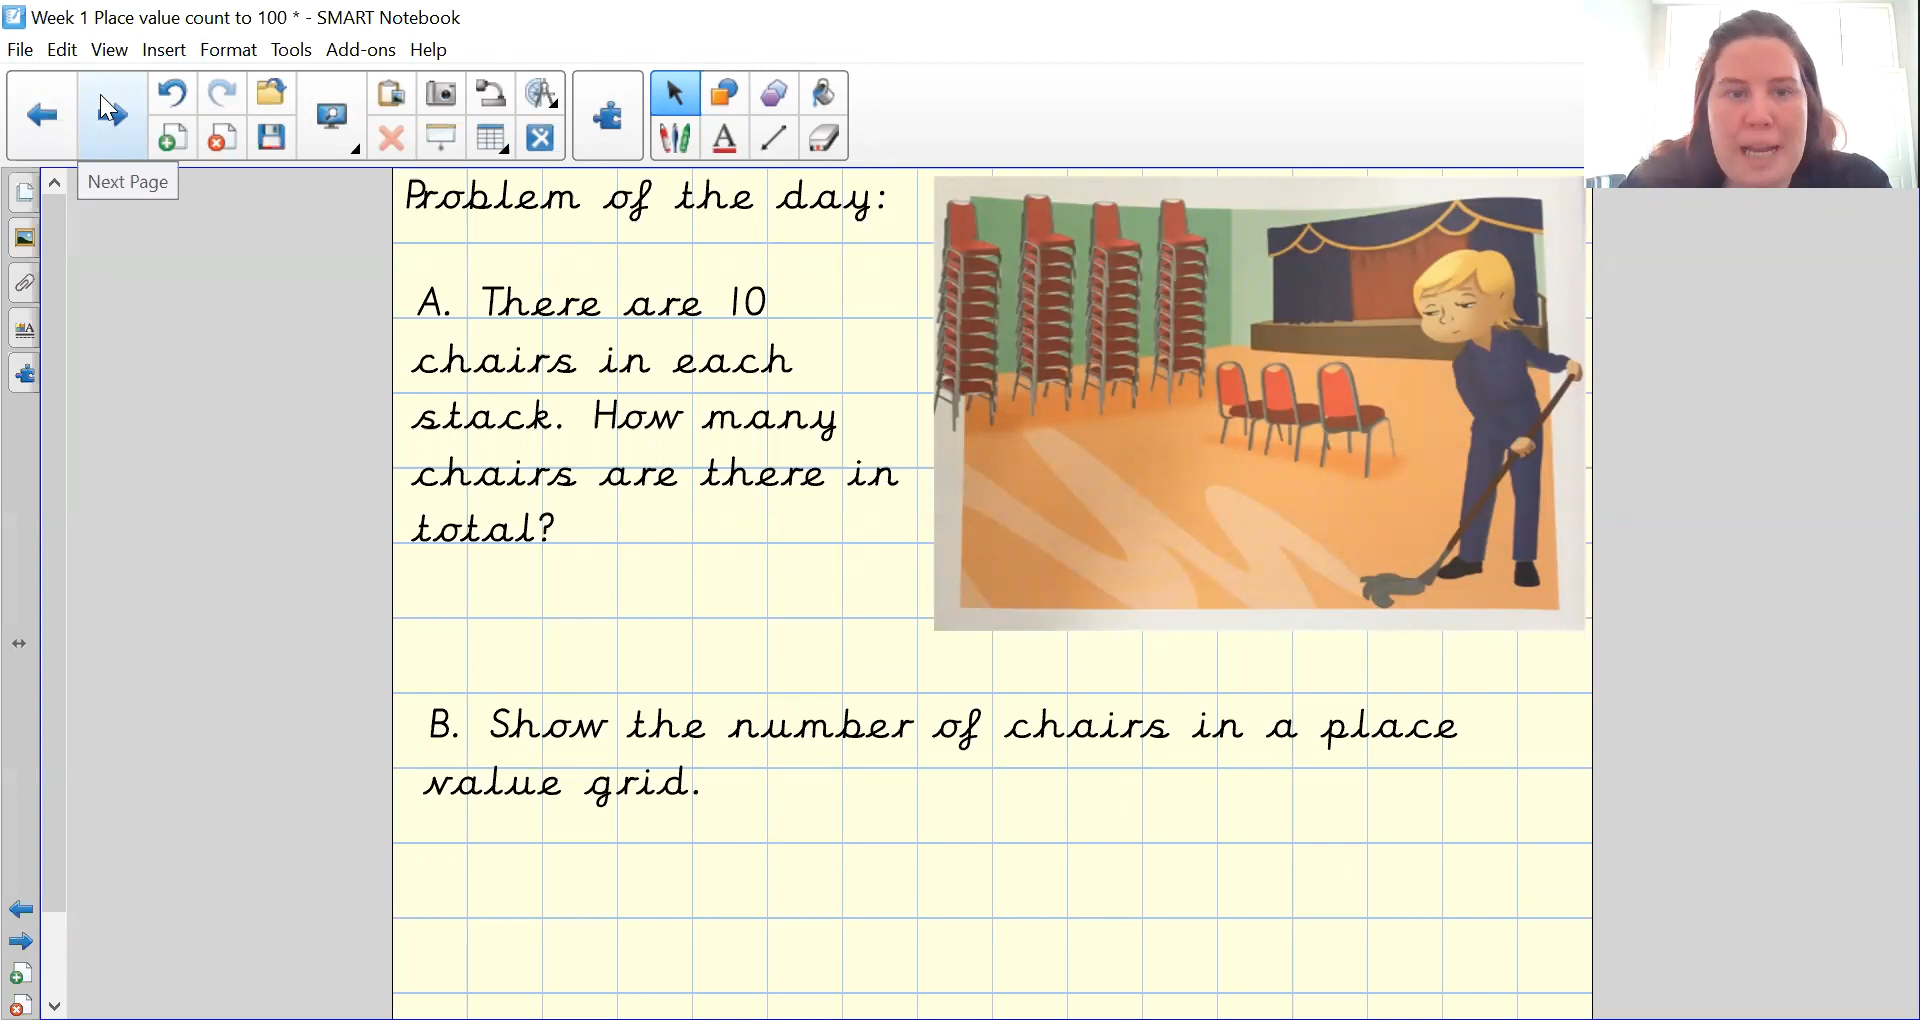 Week 1 Place value count to 100 * - SMART Notebook
File Edit View Insert Format Tools Add-ons Help
Next Page
Problem of the day:
A. There are 10
chairs in each
stack. How many
chairs are there in
total?
B. Show the number of chairs in a place
value grid.